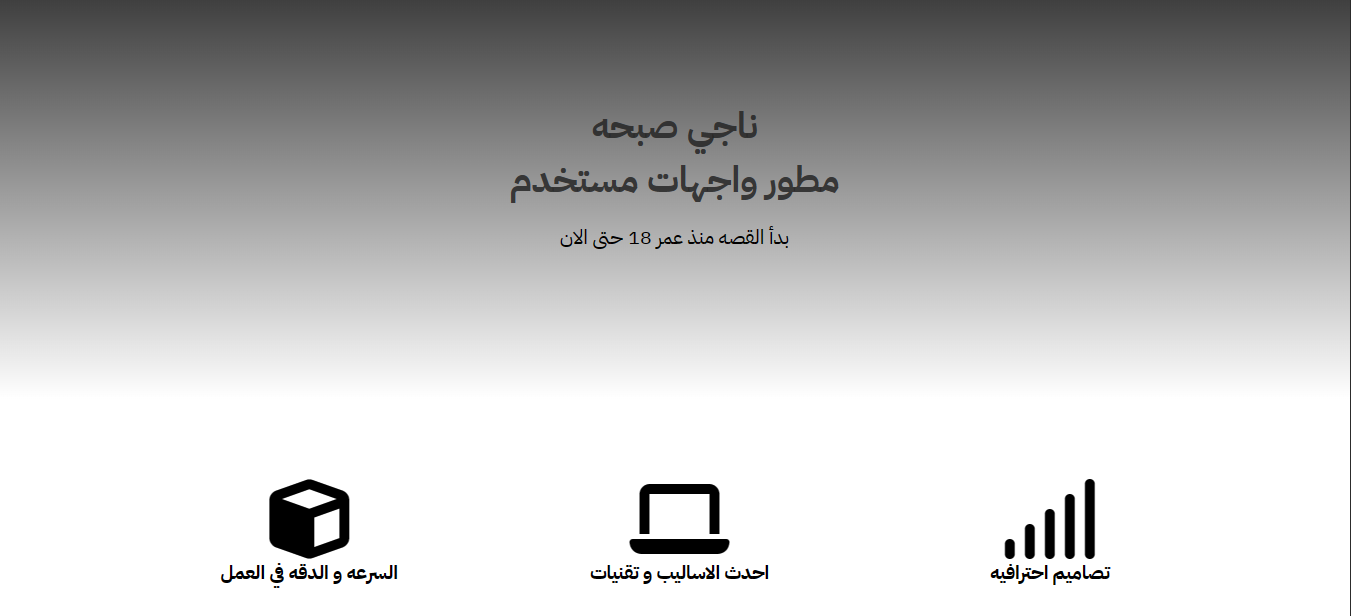 ناجي صبحه
مطور واجهات مستخدم
بدأ القصه منذ عمر 18 حتى الان
تصاميم احترافيه
احدث الاساليب و تقنيات
السرعه و الدقه في العمل